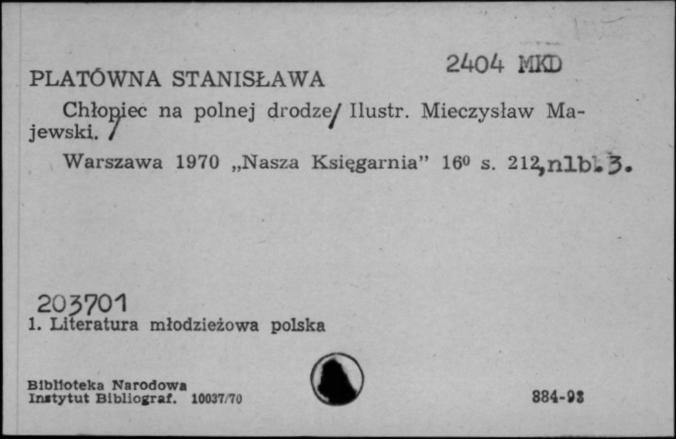 2404 MKD
PLATÓWNA STANISŁAWA
Chłopiec na polnej drodze/ Ilustr. Mieczysław Ma-
jewski. /
Warszawa 1970 „Nasza Księgarnia” 16⁰ s. 212, nlb. 3.
203701
1. Literatura młodzieżowa polska
Biblioteka Narodowa
Instytut Bibliograf. 10037/70
884-93